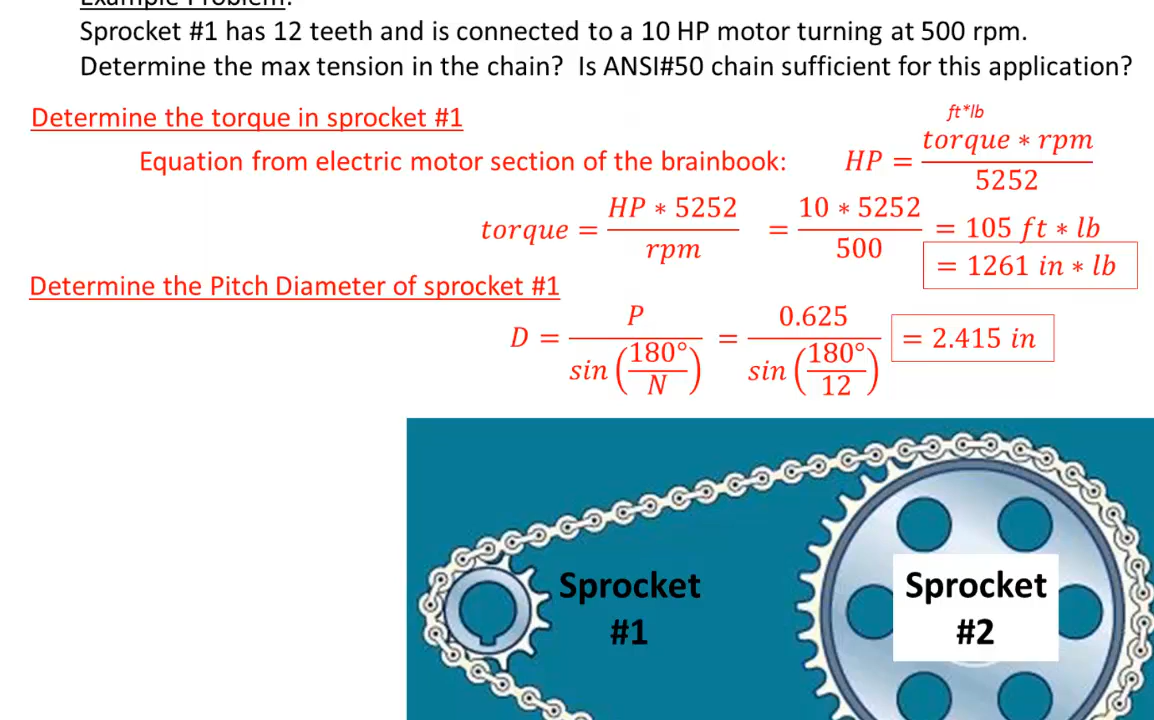 Example Problem:
Sprocket #1 has 12 teeth and is connected to a 10 HP motor turning at 500 rpm.
Determine the max tension in the chain? Is ANSI#50 chain sufficient for this application?
Determine the torque in sprocket #1
ft*lb
Equation from electric motor section of the brainbook: HP = torque * rpm / 5252
torque = HP * 5252 / rpm = 10 * 5252 / 500 = 105 ft * lb
= 1261 in * lb
Determine the Pitch Diameter of sprocket #1
D = P / sin (180° / N) = 0.625 / sin (180° / 12) = 2.415 in
Sprocket #1
Sprocket #2